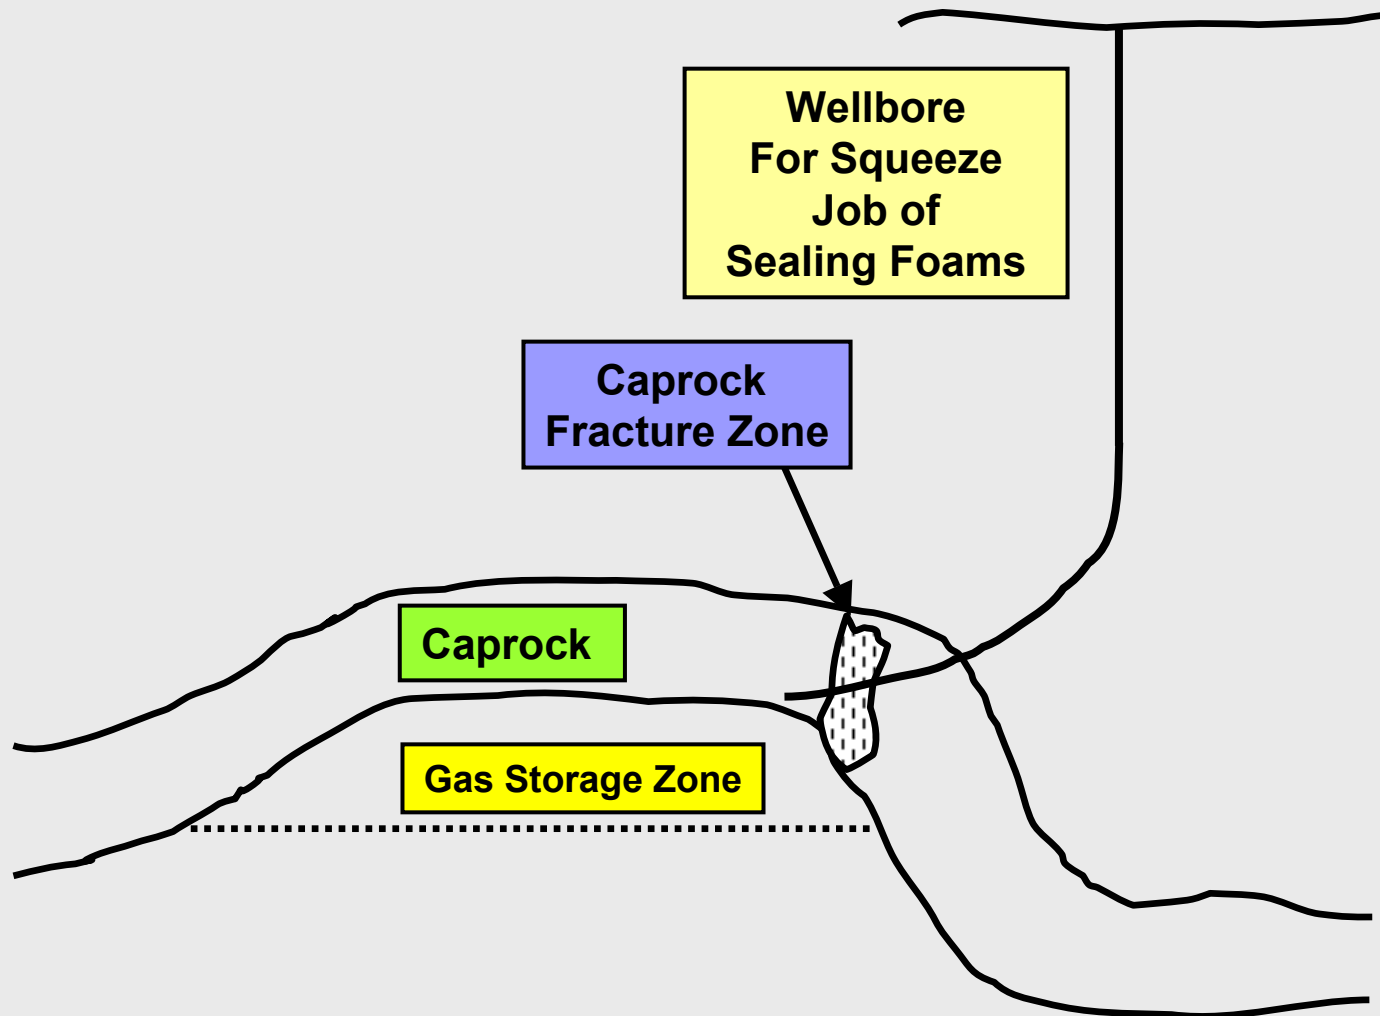 Wellbore
For Squeeze
Job of
Sealing Foams
Caprock
Fracture Zone
Caprock
Gas Storage Zone